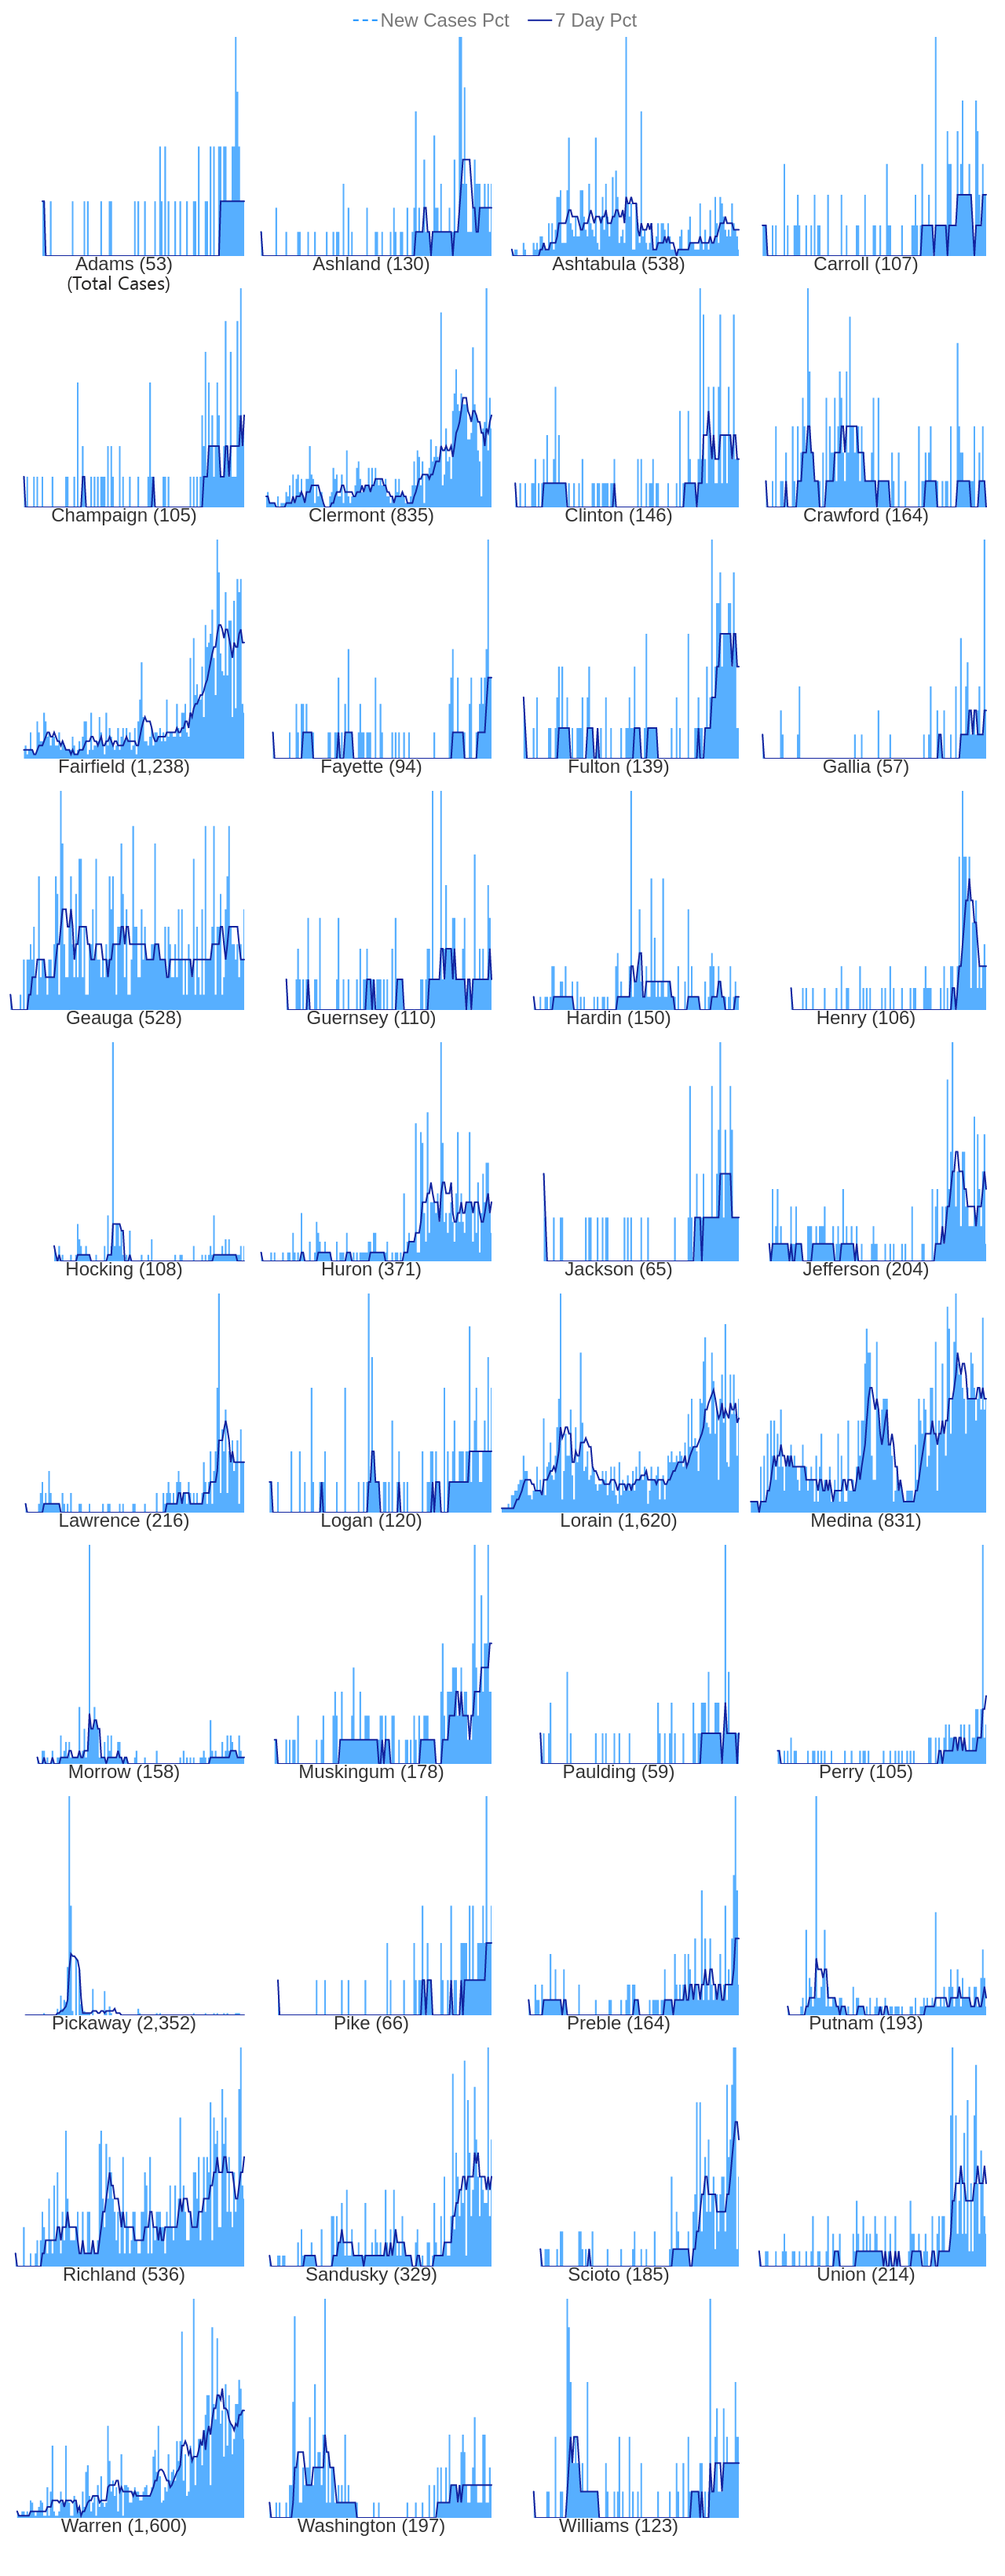 New Cases Pct 7 Day Pct
Adams (53) Ashland (130) Ashtabula (538) Carroll (107)
(Total Cases)
Champaign (105) Clermont (835) Clinton (146) Crawford (164)
Fairfield (1,238) Fayette (94) Fulton (139) Gallia (57)
Geauga (528) Guernsey (110) Hardin (150) Henry (106)
Hocking (108) Huron (371) Jackson (65) Jefferson (204)
Lawrence (216) Logan (120) Lorain (1,620) Medina (831)
Morrow (158) Muskingum (178) Paulding (59) Perry (105)
Pickaway (2,352) Pike (66) Preble (164) Putnam (193)
Richland (536) Sandusky (329) Scioto (185) Union (214)
Warren (1,600) Washington (197) Williams (123)